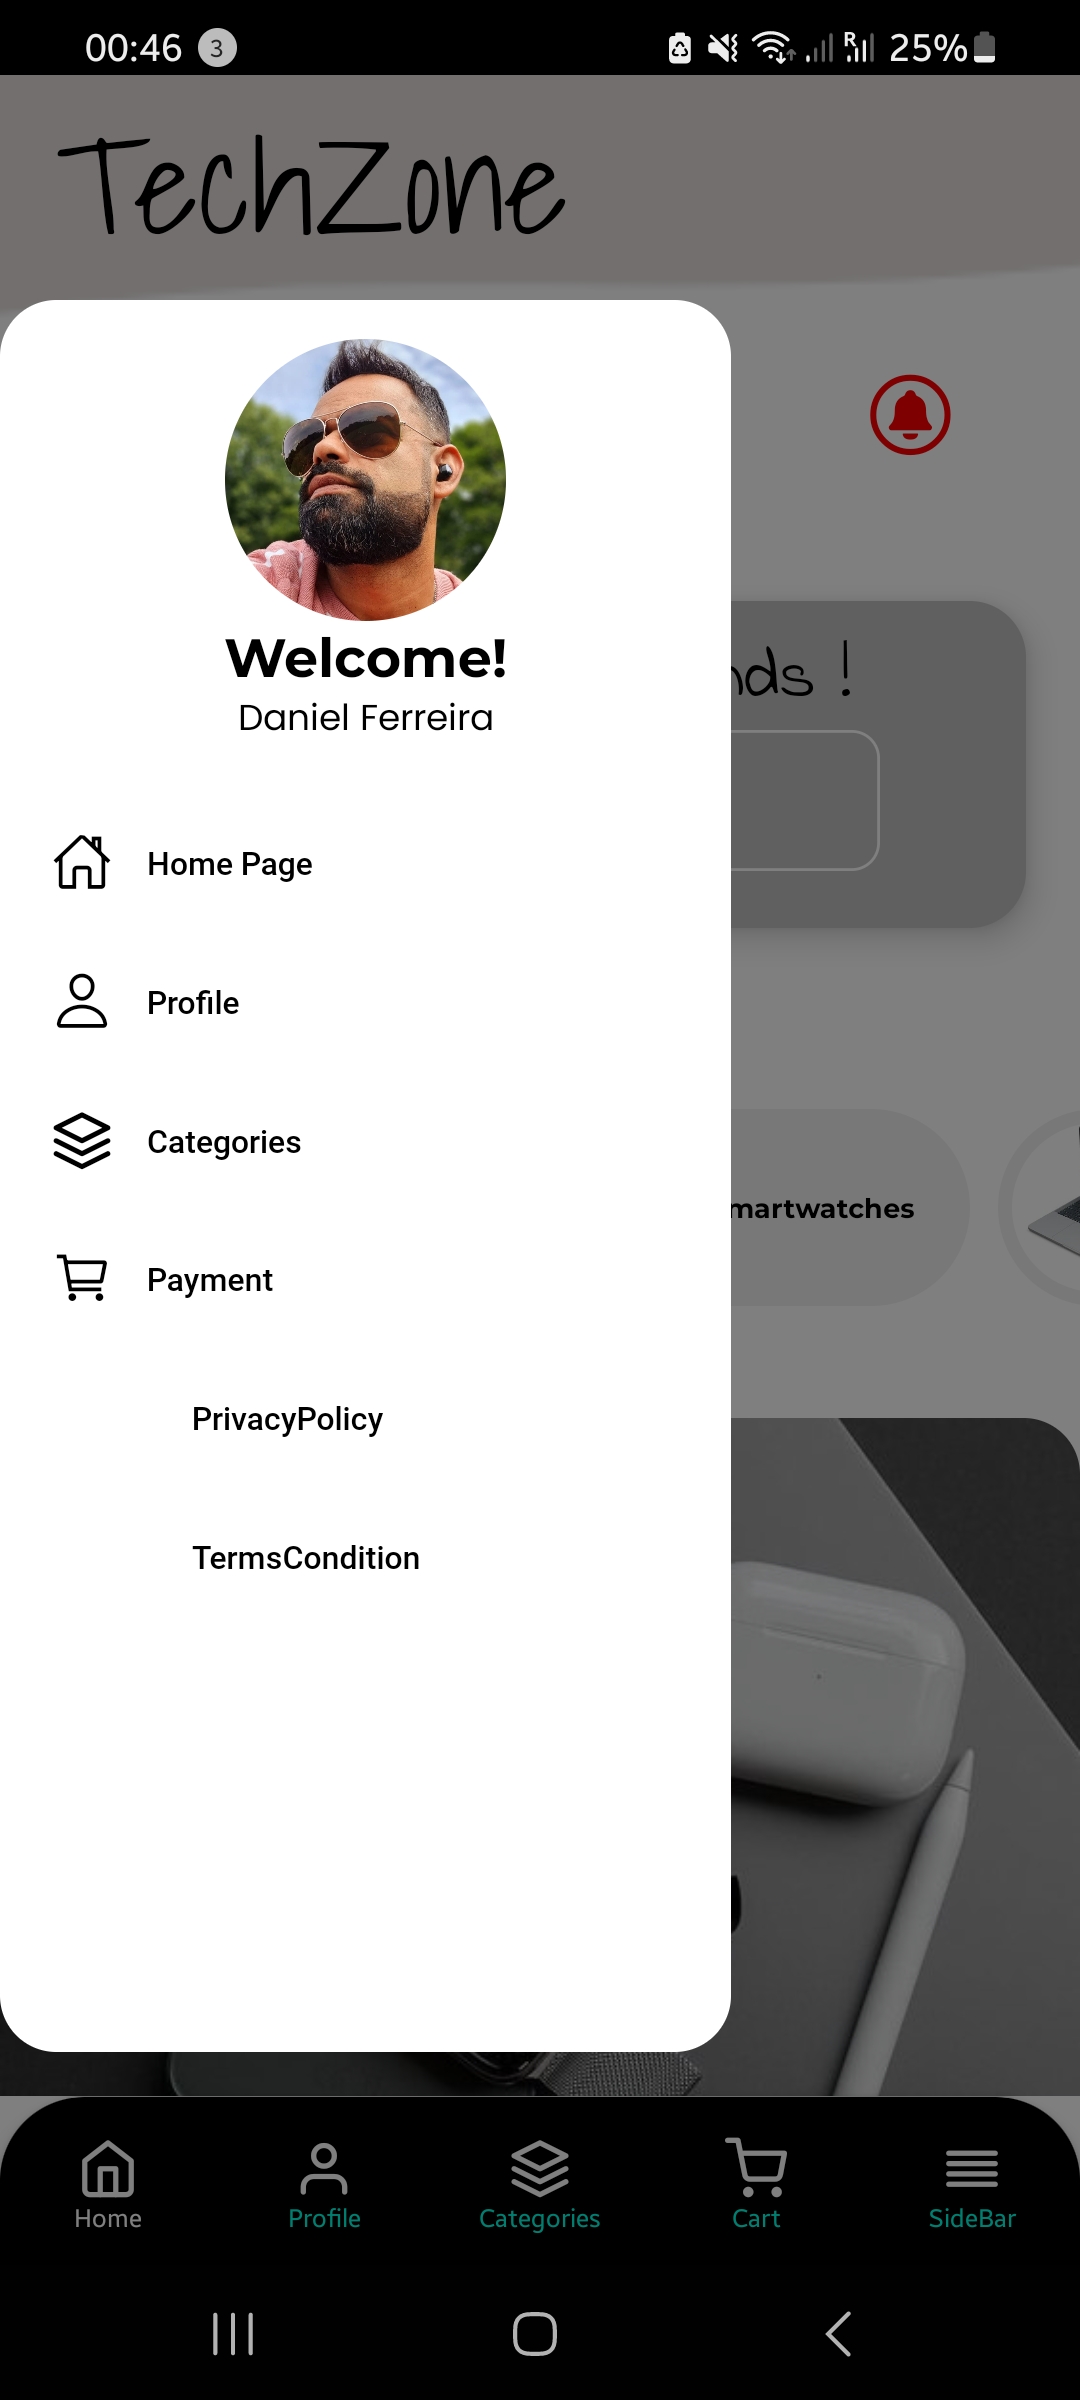 00:46 3 R 25%
TechZone
Welcome!
nds !
Daniel Ferreira
Home Page
Profile
Categories
martwatches
Payment
PrivacyPolicy
TermsCondition
Home Profile Categories Cart SideBar